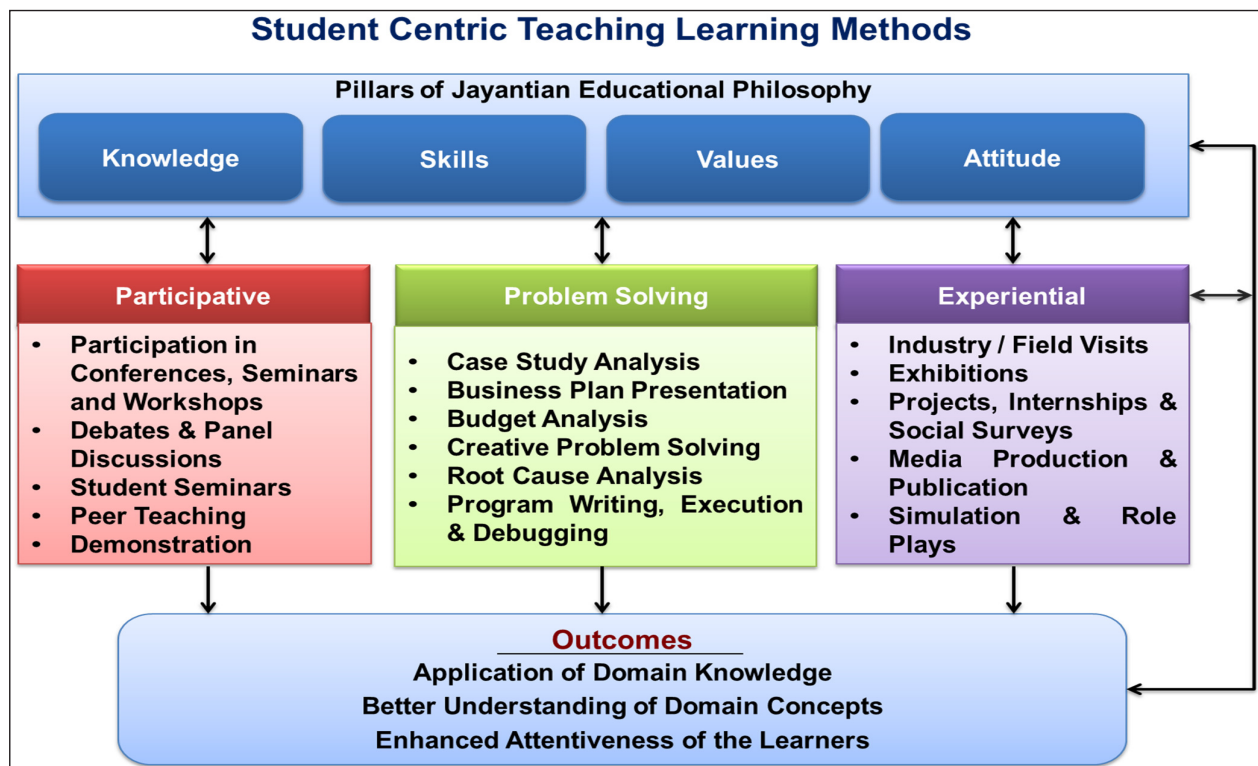 Student Centric Teaching Learning Methods
Pillars of Jayantian Educational Philosophy
Knowledge
Skills
Values
Attitude
Participative
• Participation in
Conferences, Seminars
and Workshops
• Debates & Panel
Discussions
• Student Seminars
• Peer Teaching
• Demonstration
Problem Solving
• Case Study Analysis
• Business Plan Presentation
• Budget Analysis
• Creative Problem Solving
• Root Cause Analysis
• Program Writing, Execution
& Debugging
Experiential
• Industry / Field Visits
• Exhibitions
• Projects, Internships &
Social Surveys
• Media Production &
Publication
• Simulation & Role
Plays
Outcomes
Application of Domain Knowledge
Better Understanding of Domain Concepts
Enhanced Attentiveness of the Learners